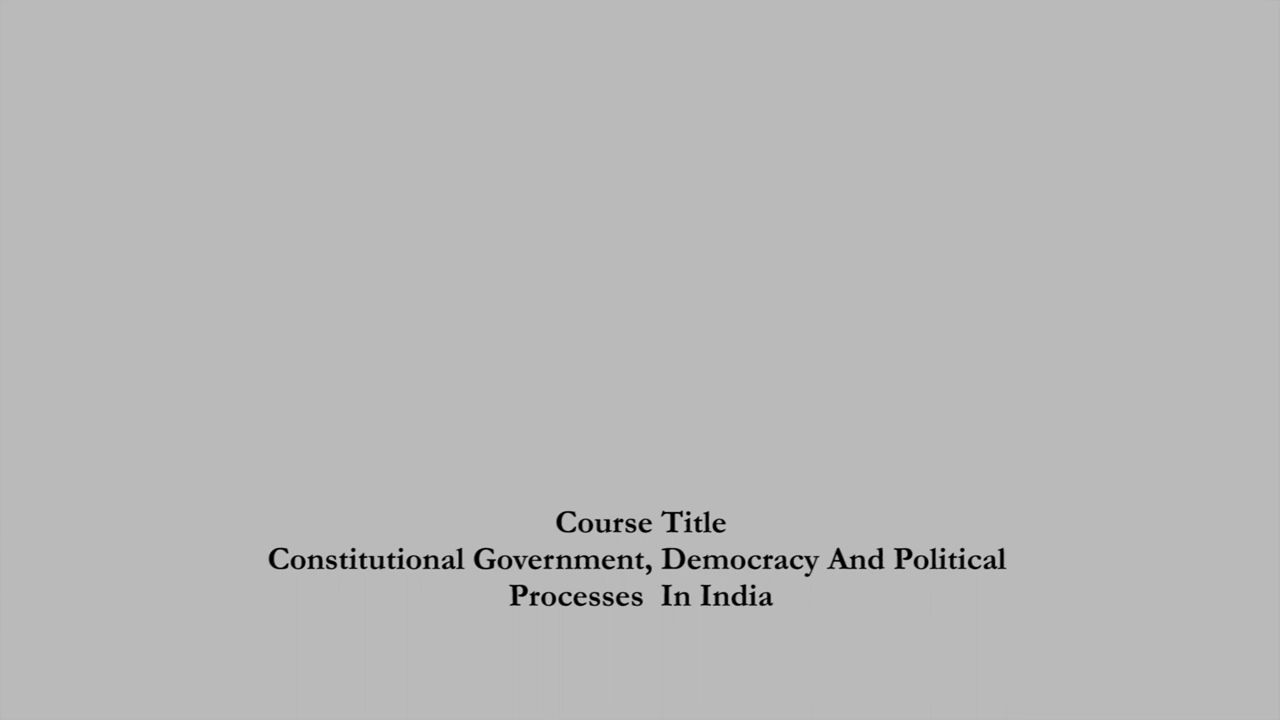 Course Title
Constitutional Government, Democracy And Political
Processes  In India